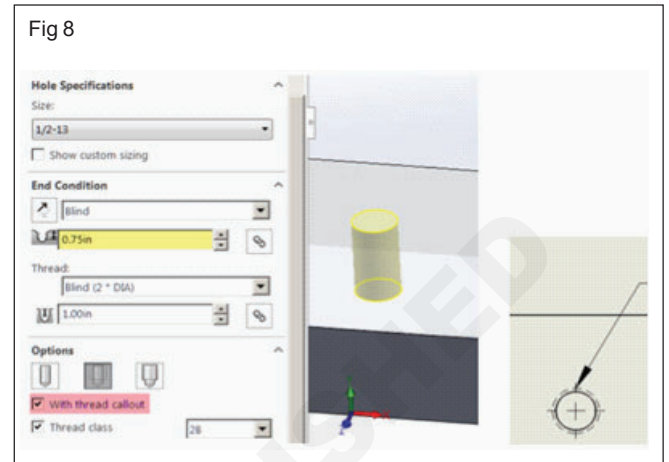 Fig 8
Hole Specifications
Size:
1/2-13
Show custom sizing
End Condition
Blind
0.75in
Thread:
Blind (2 * DIA)
1.00in
Options
With thread callout
Thread class
2B